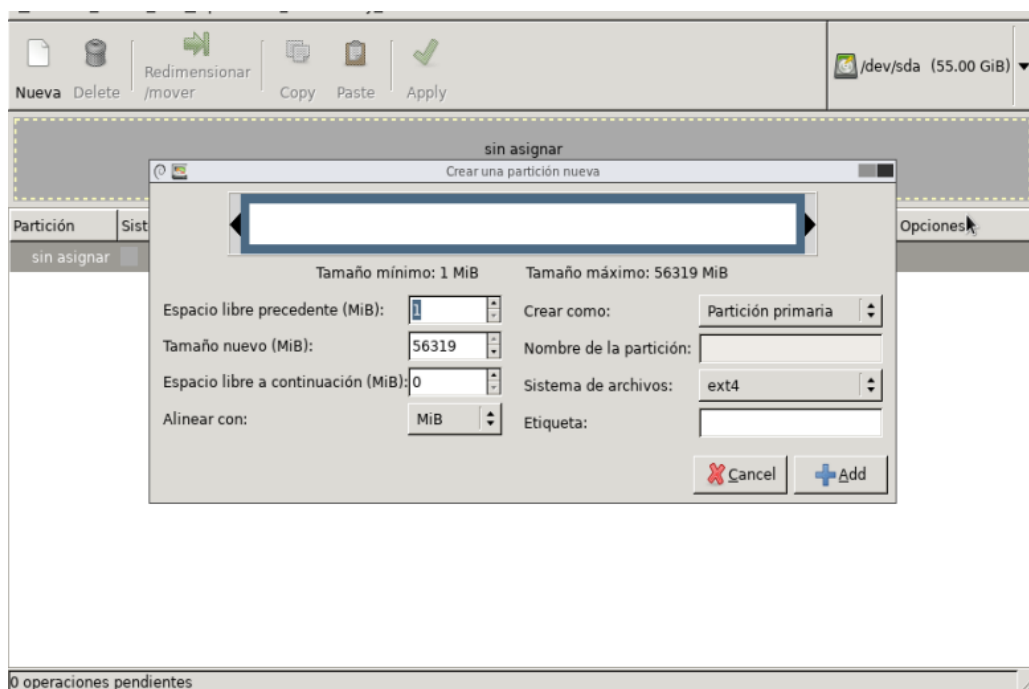 Nueva Delete Redimensionar /mover Copy Paste Apply /dev/sda (55.00 GiB)
sin asignar
Crear una partición nueva
Partición Sist Opciones
sin asignar
Tamaño mínimo: 1 MiB Tamaño máximo: 56319 MiB
Espacio libre precedente (MiB): 1 Crear como: Partición primaria
Tamaño nuevo (MiB): 56319 Nombre de la partición:
Espacio libre a continuación (MiB): 0 Sistema de archivos: ext4
Alinear con: MiB Etiqueta:
Cancel Add
0 operaciones pendientes